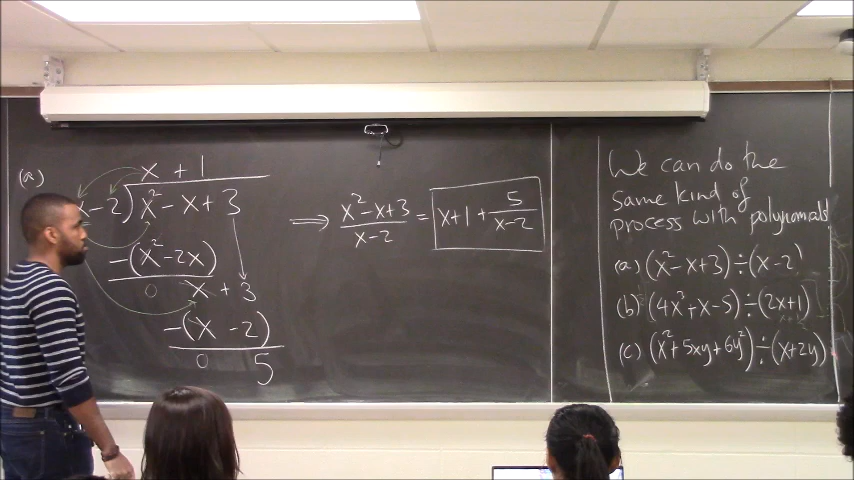 (a)
x + 1
x-2) x² - x + 3
-(x² - 2x)
0 x + 3
-(x - 2)
0 5
⟹ x² - x + 3 / x - 2 = x + 1 + 5 / x - 2
We can do the
same kind of
process with polynomials!
(a) (x² - x + 3) ÷ (x - 2)
(b) (4x³ + x - 5) ÷ (2x + 1)
(c) (x² + 5xy + 6y²) ÷ (x + 2y)